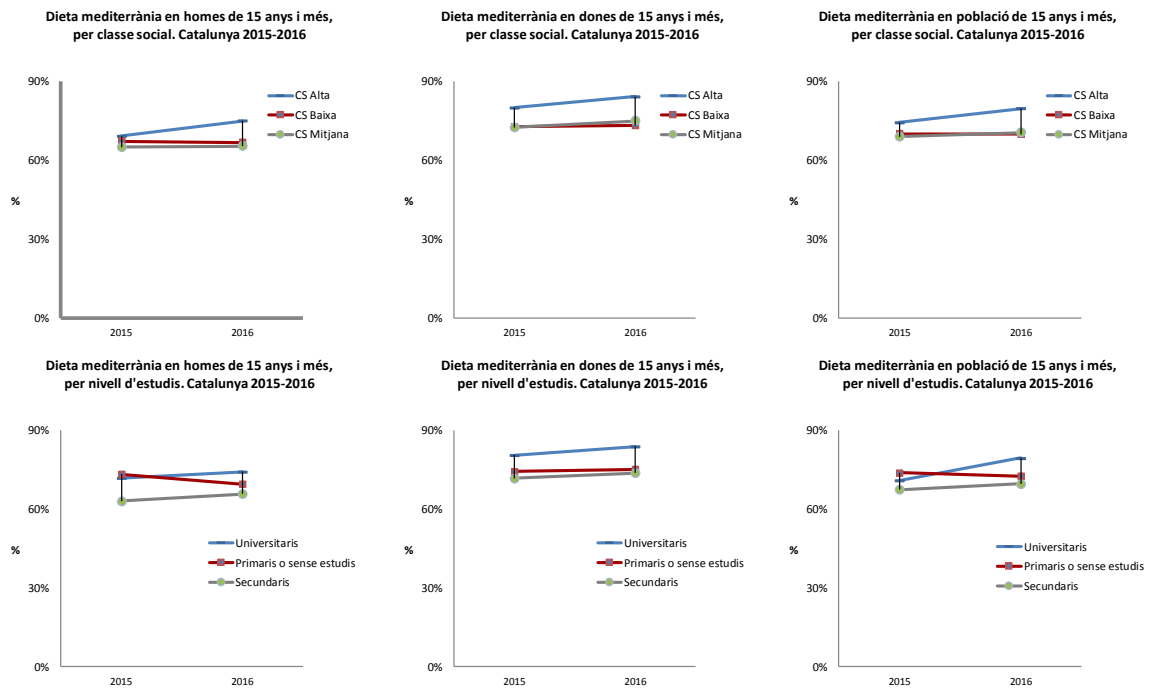 Dieta mediterrània en homes de 15 anys i més,
per classe social. Catalunya 2015-2016
90%
60%
30%
0%
%
CS Alta
CS Baixa
CS Mitjana
2015
2016
Dieta mediterrània en dones de 15 anys i més,
per classe social. Catalunya 2015-2016
90%
60%
30%
0%
%
CS Alta
CS Baixa
CS Mitjana
2015
2016
Dieta mediterrània en població de 15 anys i més,
per classe social. Catalunya 2015-2016
90%
60%
30%
0%
%
CS Alta
CS Baixa
CS Mitjana
2015
2016
Dieta mediterrània en homes de 15 anys i més,
per nivell d'estudis. Catalunya 2015-2016
90%
60%
30%
0%
%
Universitaris
Primaris o sense estudis
Secundaris
2015
2016
Dieta mediterrània en dones de 15 anys i més,
per nivell d'estudis. Catalunya 2015-2016
90%
60%
30%
0%
%
Universitaris
Primaris o sense estudis
Secundaris
2015
2016
Dieta mediterrània en població de 15 anys i més,
per nivell d'estudis. Catalunya 2015-2016
90%
60%
30%
0%
%
Universitaris
Primaris o sense estudis
Secundaris
2015
2016